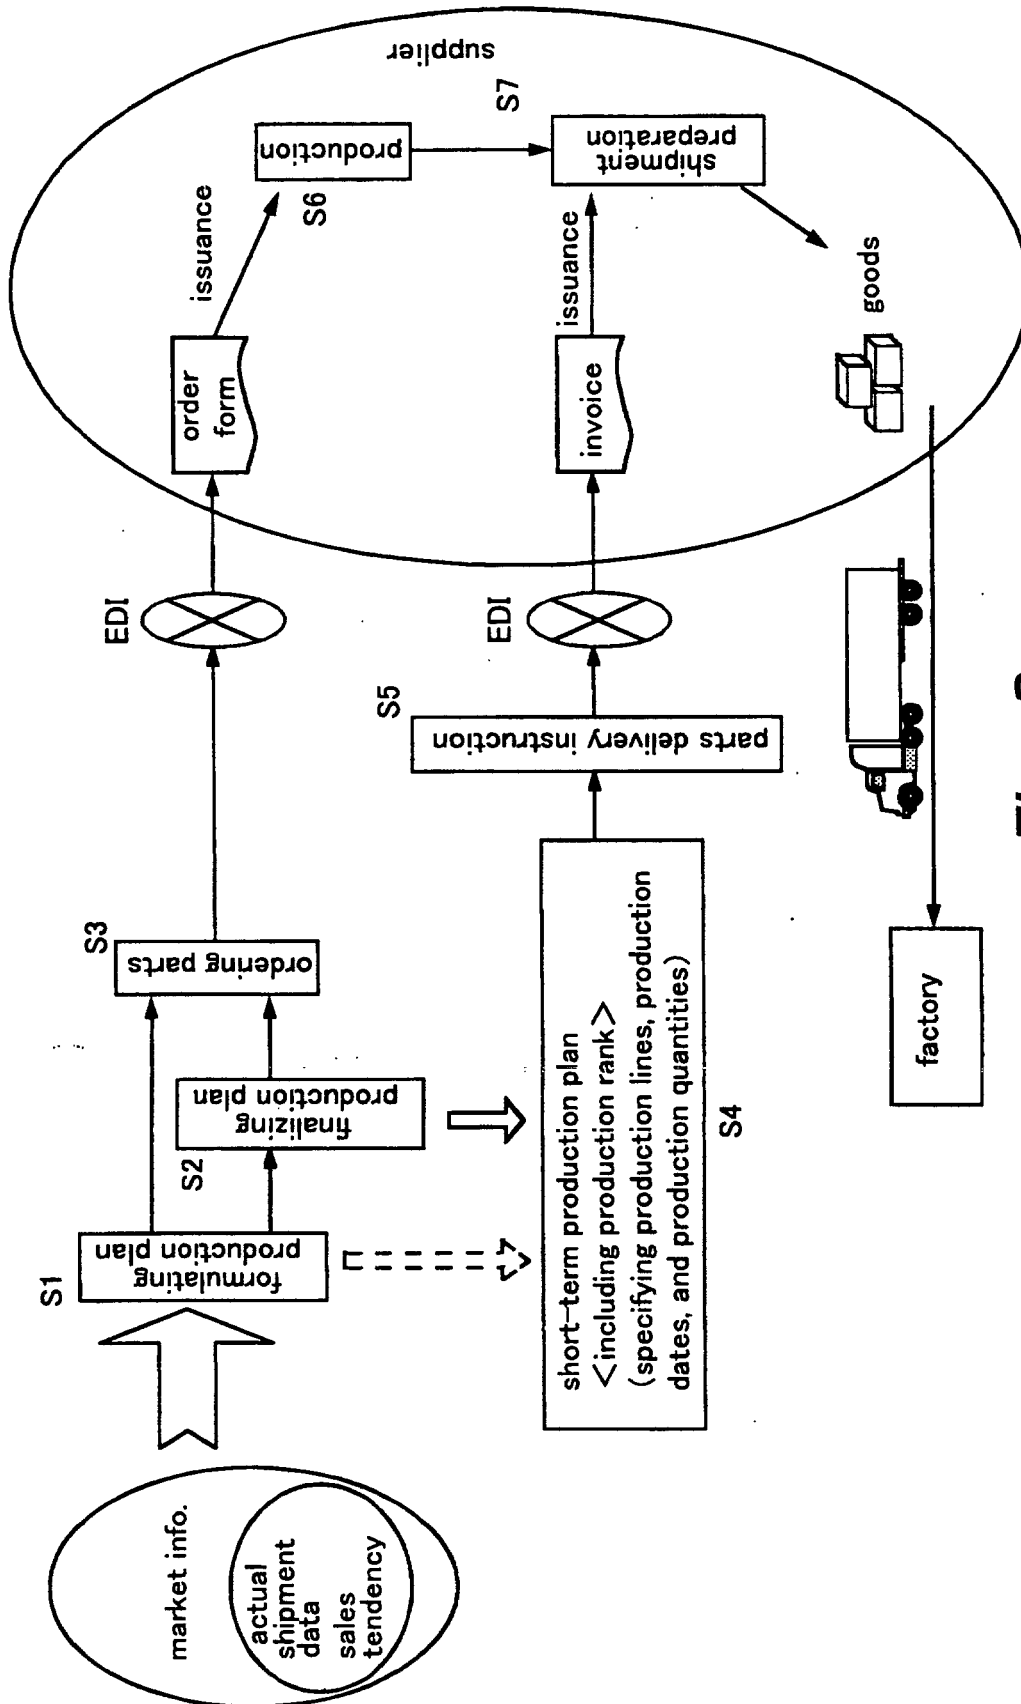 market info.
actual
shipment
data
sales
tendency
S1
formulating
production plan
S2
finalizing
production plan
S3
ordering parts
EDI
order
form
issuance
S6
production
supplier
short-term production plan
<including production rank>
(specifying production lines, production
dates, and production quantities)
S4
S5
parts delivery instruction
EDI
invoice
issuance
S7
shipment
preparation
goods
factory